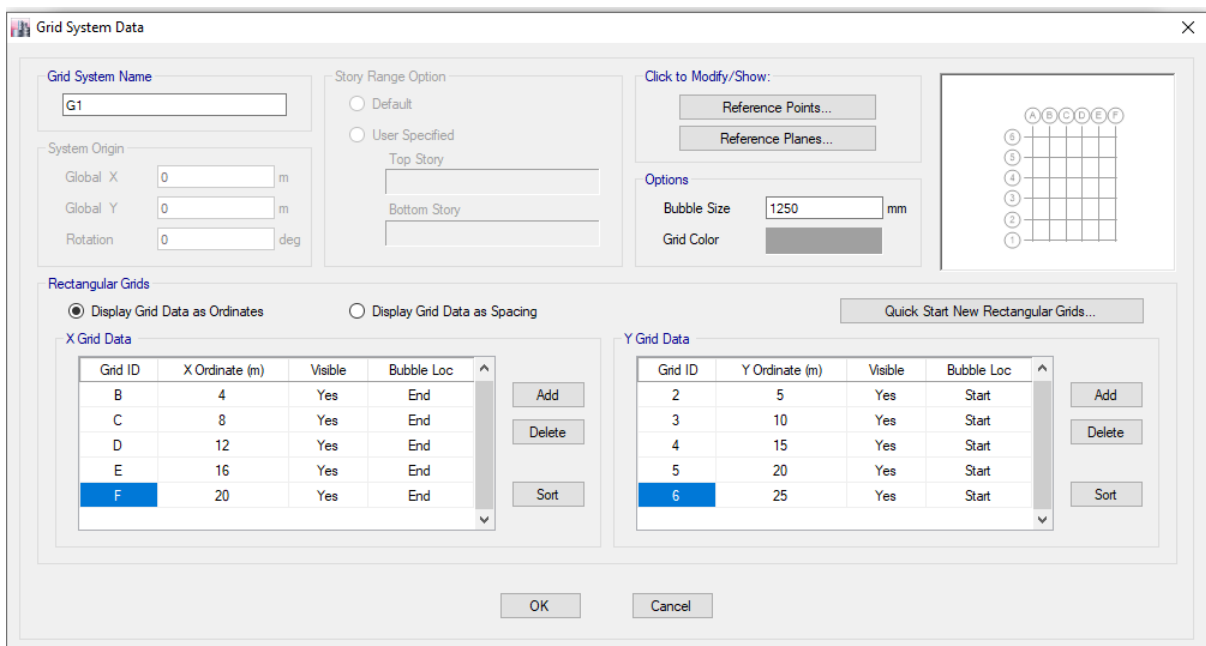 Grid System Data
Grid System Name
G1
System Origin
Global X 0 m
Global Y 0 m
Rotation 0 deg
Story Range Option
Default
User Specified
Top Story
Bottom Story
Click to Modify/Show:
Reference Points...
Reference Planes...
Options
Bubble Size 1250 mm
Grid Color
A B C D E F
6
5
4
3
2
1
Rectangular Grids
Display Grid Data as Ordinates Display Grid Data as Spacing Quick Start New Rectangular Grids...
X Grid Data
Grid ID X Ordinate (m) Visible Bubble Loc
B 4 Yes End
C 8 Yes End
D 12 Yes End
E 16 Yes End
F 20 Yes End
Add
Delete
Sort
Y Grid Data
Grid ID Y Ordinate (m) Visible Bubble Loc
2 5 Yes Start
3 10 Yes Start
4 15 Yes Start
5 20 Yes Start
6 25 Yes Start
Add
Delete
Sort
OK Cancel